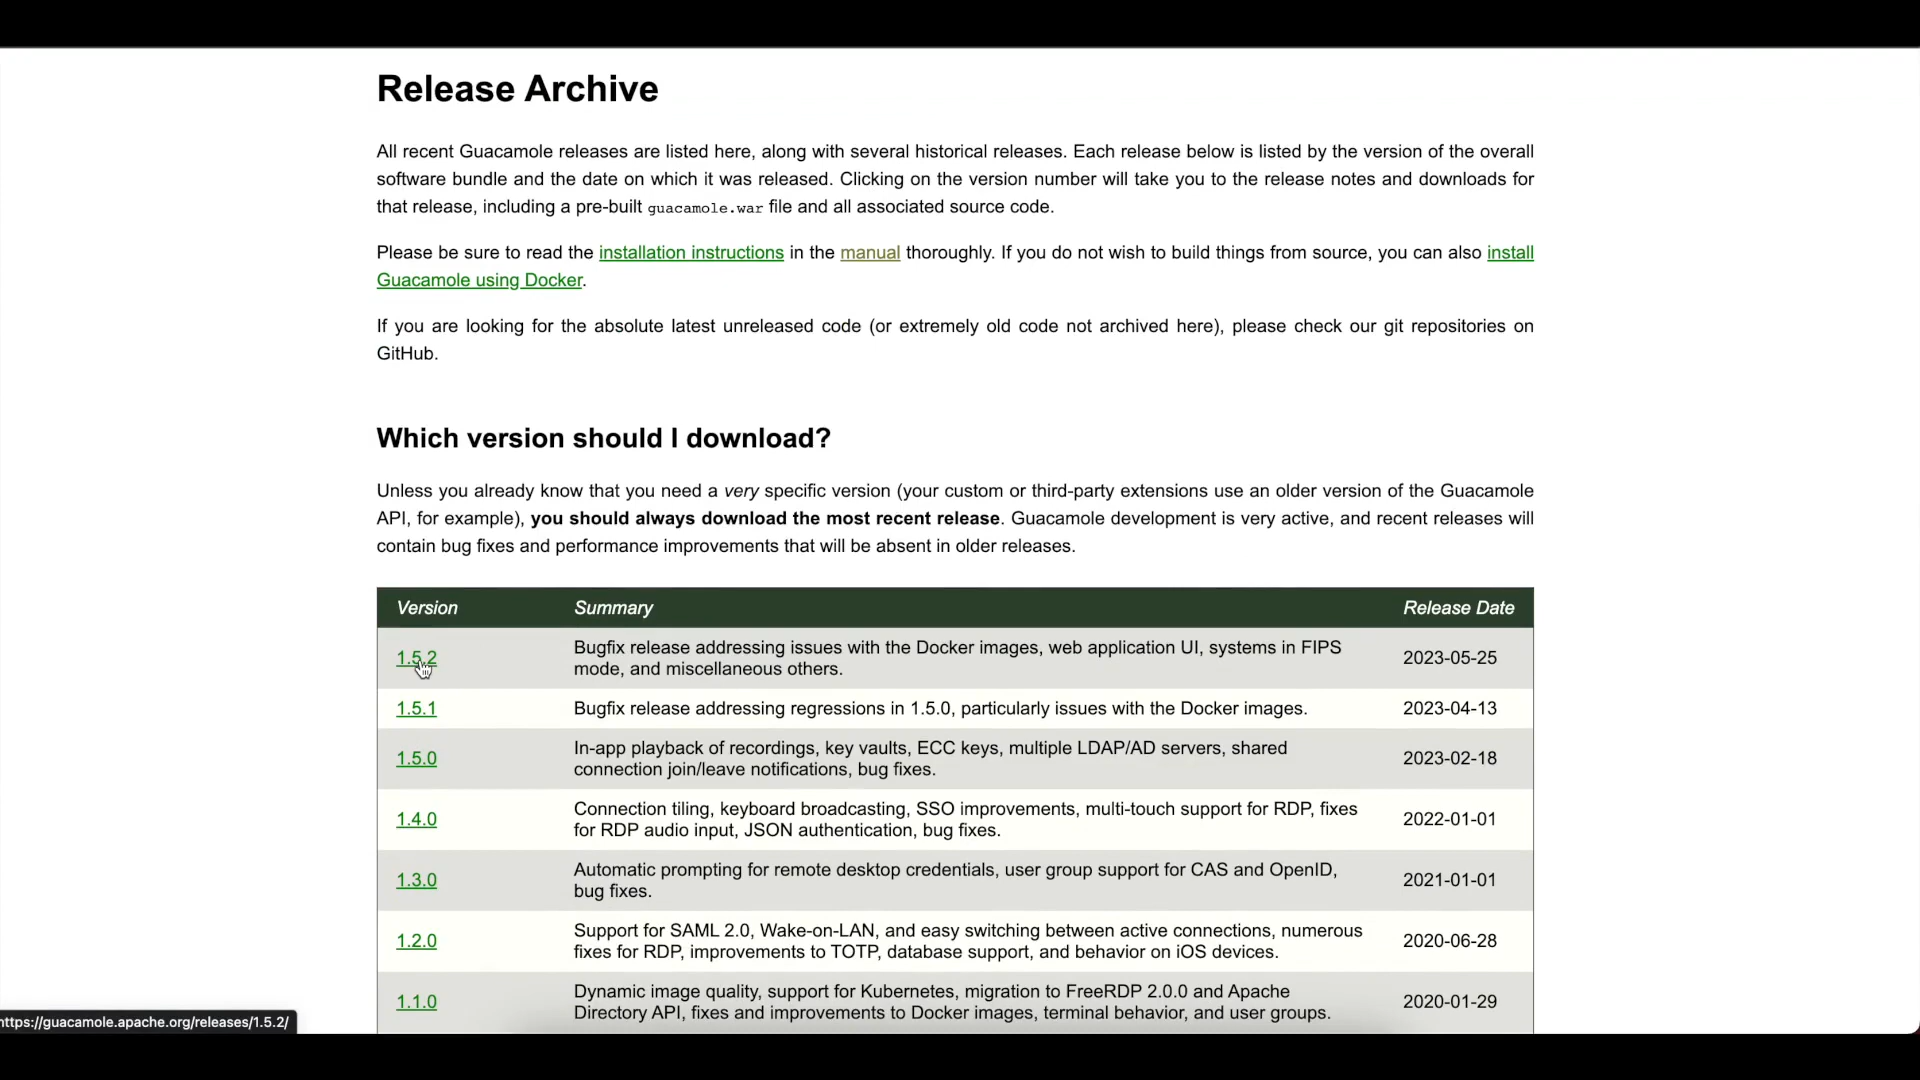 Release Archive
All recent Guacamole releases are listed here, along with several historical releases. Each release below is listed by the version of the overall
software bundle and the date on which it was released. Clicking on the version number will take you to the release notes and downloads for
that release, including a pre-built guacamole.war file and all associated source code.
Please be sure to read the installation instructions in the manual thoroughly. If you do not wish to build things from source, you can also install
Guacamole using Docker.
If you are looking for the absolute latest unreleased code (or extremely old code not archived here), please check our git repositories on
GitHub.
Which version should I download?
Unless you already know that you need a very specific version (your custom or third-party extensions use an older version of the Guacamole
API, for example), you should always download the most recent release. Guacamole development is very active, and recent releases will
contain bug fixes and performance improvements that will be absent in older releases.
Version Summary Release Date
1.5.2 Bugfix release addressing issues with the Docker images, web application UI, systems in FIPS
mode, and miscellaneous others. 2023-05-25
1.5.1 Bugfix release addressing regressions in 1.5.0, particularly issues with the Docker images. 2023-04-13
1.5.0 In-app playback of recordings, key vaults, ECC keys, multiple LDAP/AD servers, shared
connection join/leave notifications, bug fixes. 2023-02-18
1.4.0 Connection tiling, keyboard broadcasting, SSO improvements, multi-touch support for RDP, fixes
for RDP audio input, JSON authentication, bug fixes. 2022-01-01
1.3.0 Automatic prompting for remote desktop credentials, user group support for CAS and OpenID,
bug fixes. 2021-01-01
1.2.0 Support for SAML 2.0, Wake-on-LAN, and easy switching between active connections, numerous
fixes for RDP, improvements to TOTP, database support, and behavior on iOS devices. 2020-06-28
1.1.0 Dynamic image quality, support for Kubernetes, migration to FreeRDP 2.0.0 and Apache
Directory API, fixes and improvements to Docker images, terminal behavior, and user groups. 2020-01-29
https://guacamole.apache.org/releases/1.5.2/